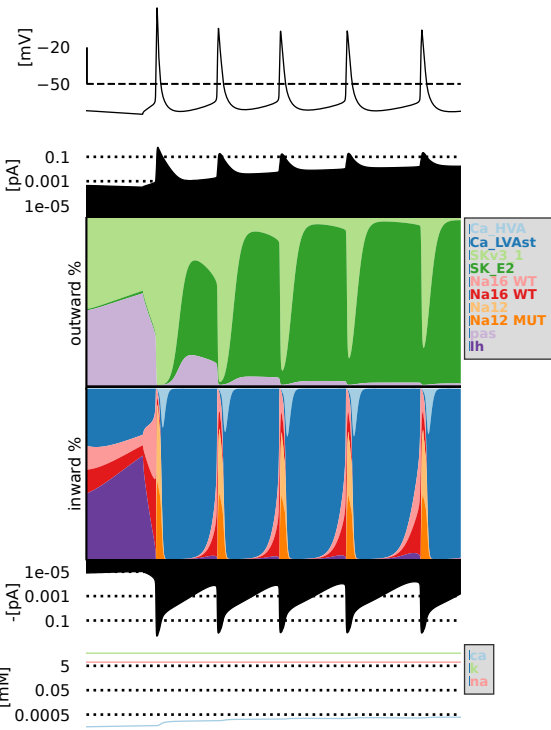 [mV]
−20
−50
[pA]
0.1
0.001
1e-05
outward %
Ca_HVA
Ca_LVAst
SKv3_1
SK_E2
Na16 WT
Na16 WT
Na12
Na12 MUT
pas
Ih
inward %
-[pA]
1e-05
0.001
0.1
[mM]
5
0.05
0.0005
ca
k
na